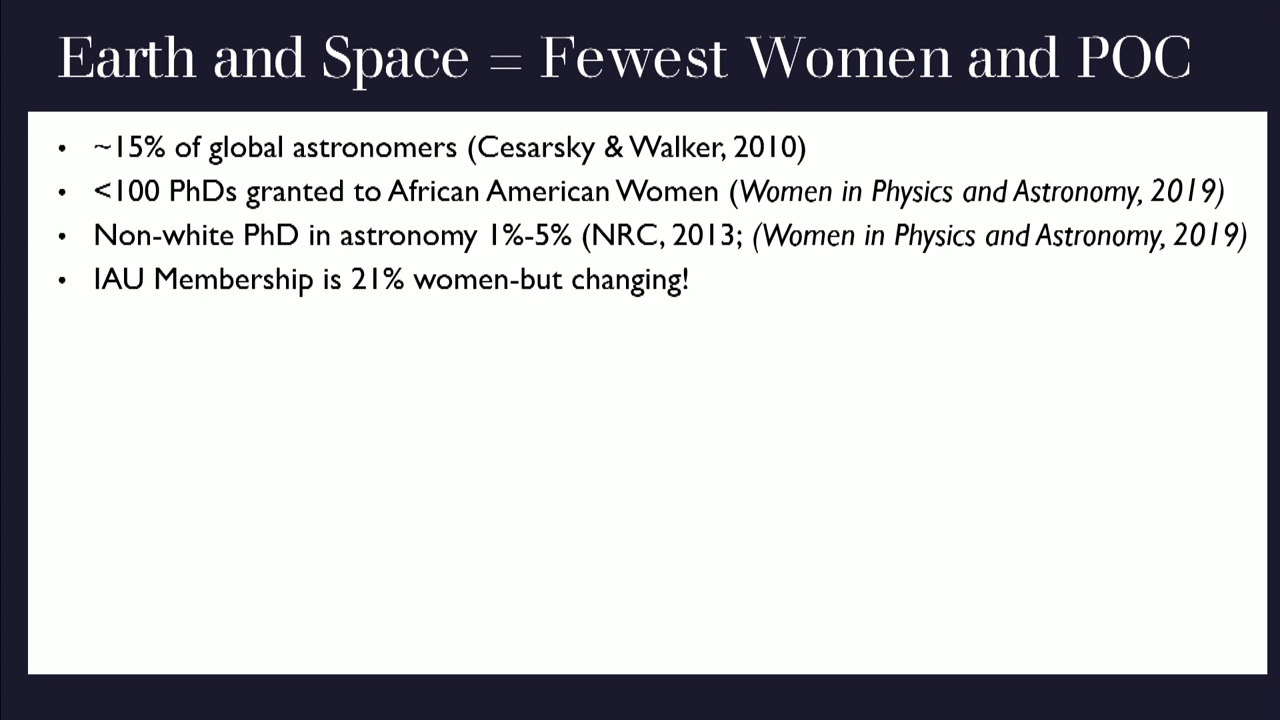 Earth and Space = Fewest Women and POC
• ~15% of global astronomers (Cesarsky & Walker, 2010)
• <100 PhDs granted to African American Women (Women in Physics and Astronomy, 2019)
• Non-white PhD in astronomy 1%-5% (NRC, 2013; (Women in Physics and Astronomy, 2019)
• IAU Membership is 21% women-but changing!